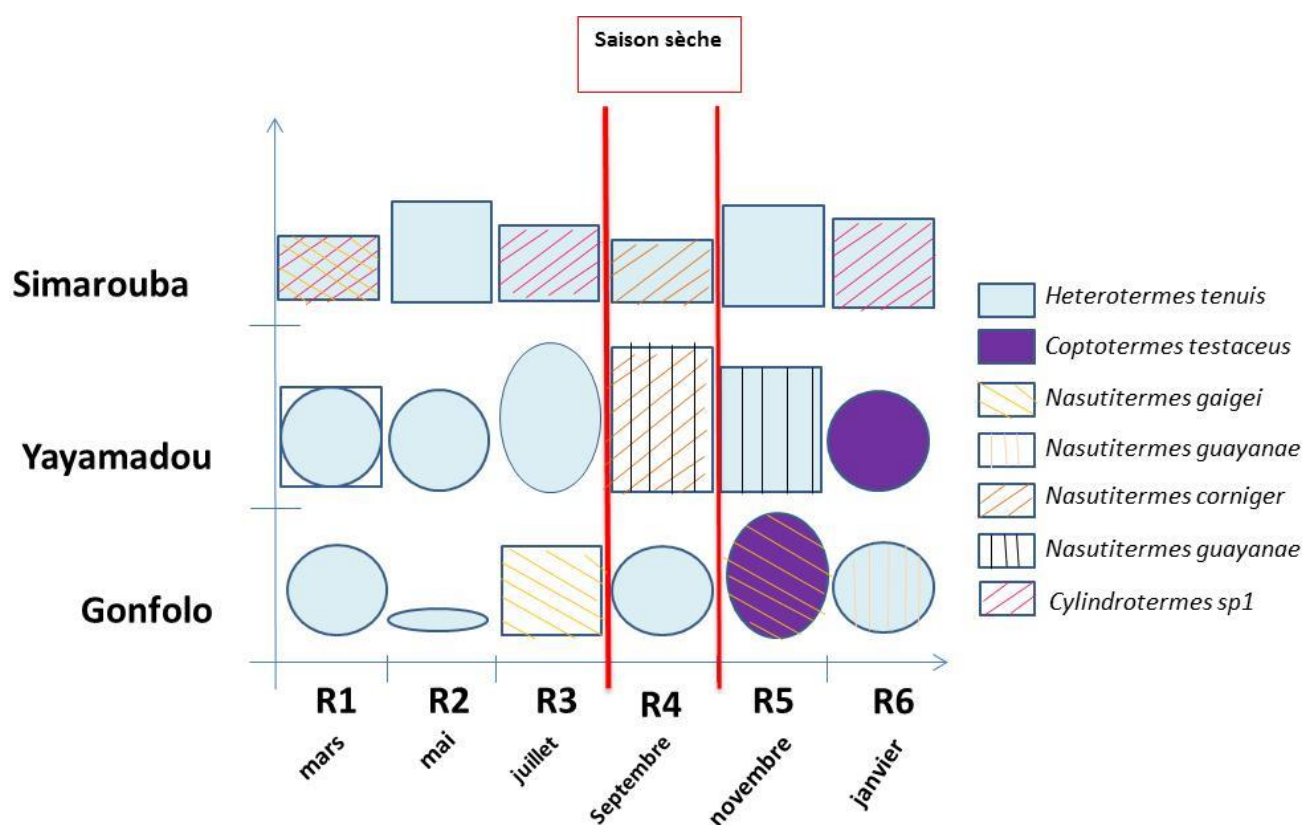 Saison sèche
Simarouba
Yayamadou
Gonfolo
R1
R2
R3
R4
R5
R6
mars
mai
juillet
Septembre
novembre
janvier
Heterotermes tenuis
Coptotermes testaceus
Nasutitermes gaigei
Nasutitermes guayanae
Nasutitermes corniger
Nasutitermes guayanae
Cylindrotermes sp1